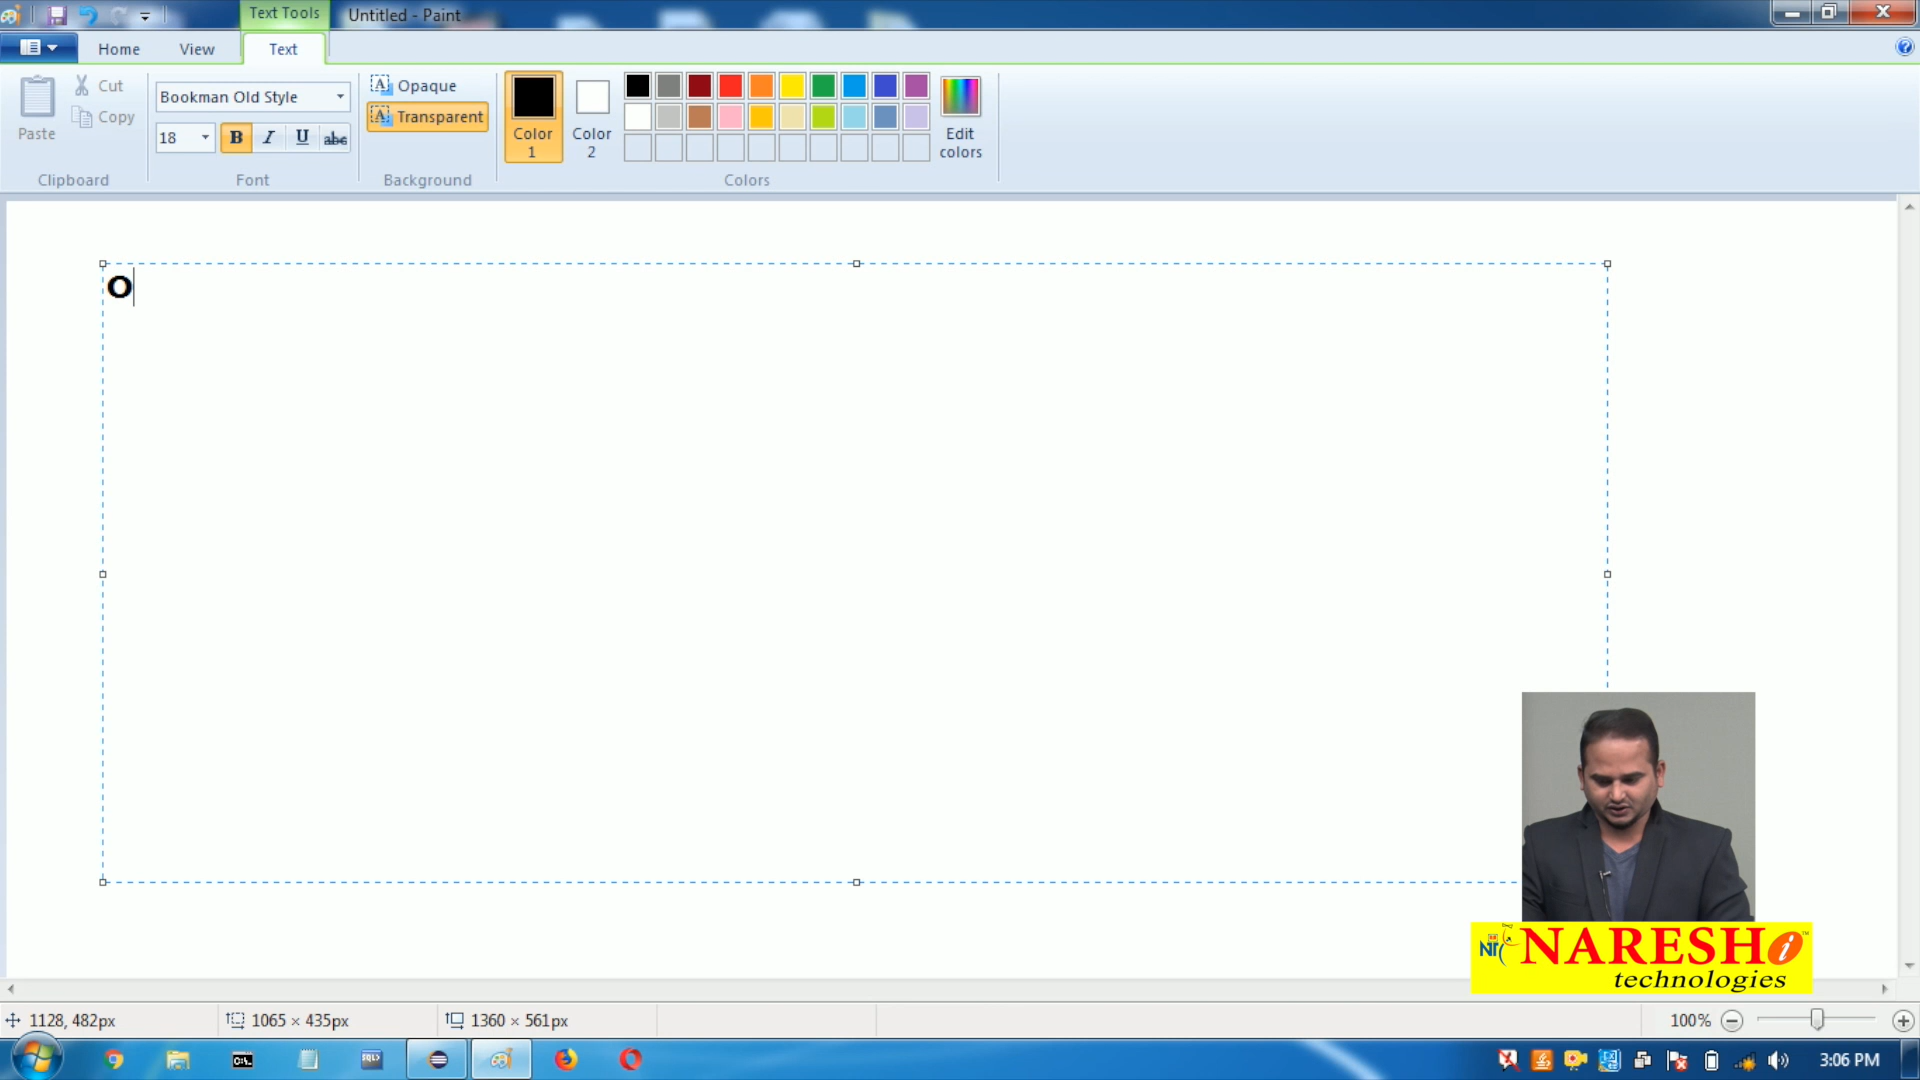 Text Tools
Untitled - Paint
Home
View
Text
Paste
Cut
Copy
Clipboard
Bookman Old Style
18
B
I
U
abc
Font
A Opaque
A Transparent
Background
Color
1
Color
2
Edit
colors
Colors
o
NARESH i
technologies
1128, 482px
1065 × 435px
1360 × 561px
100%
3:06 PM